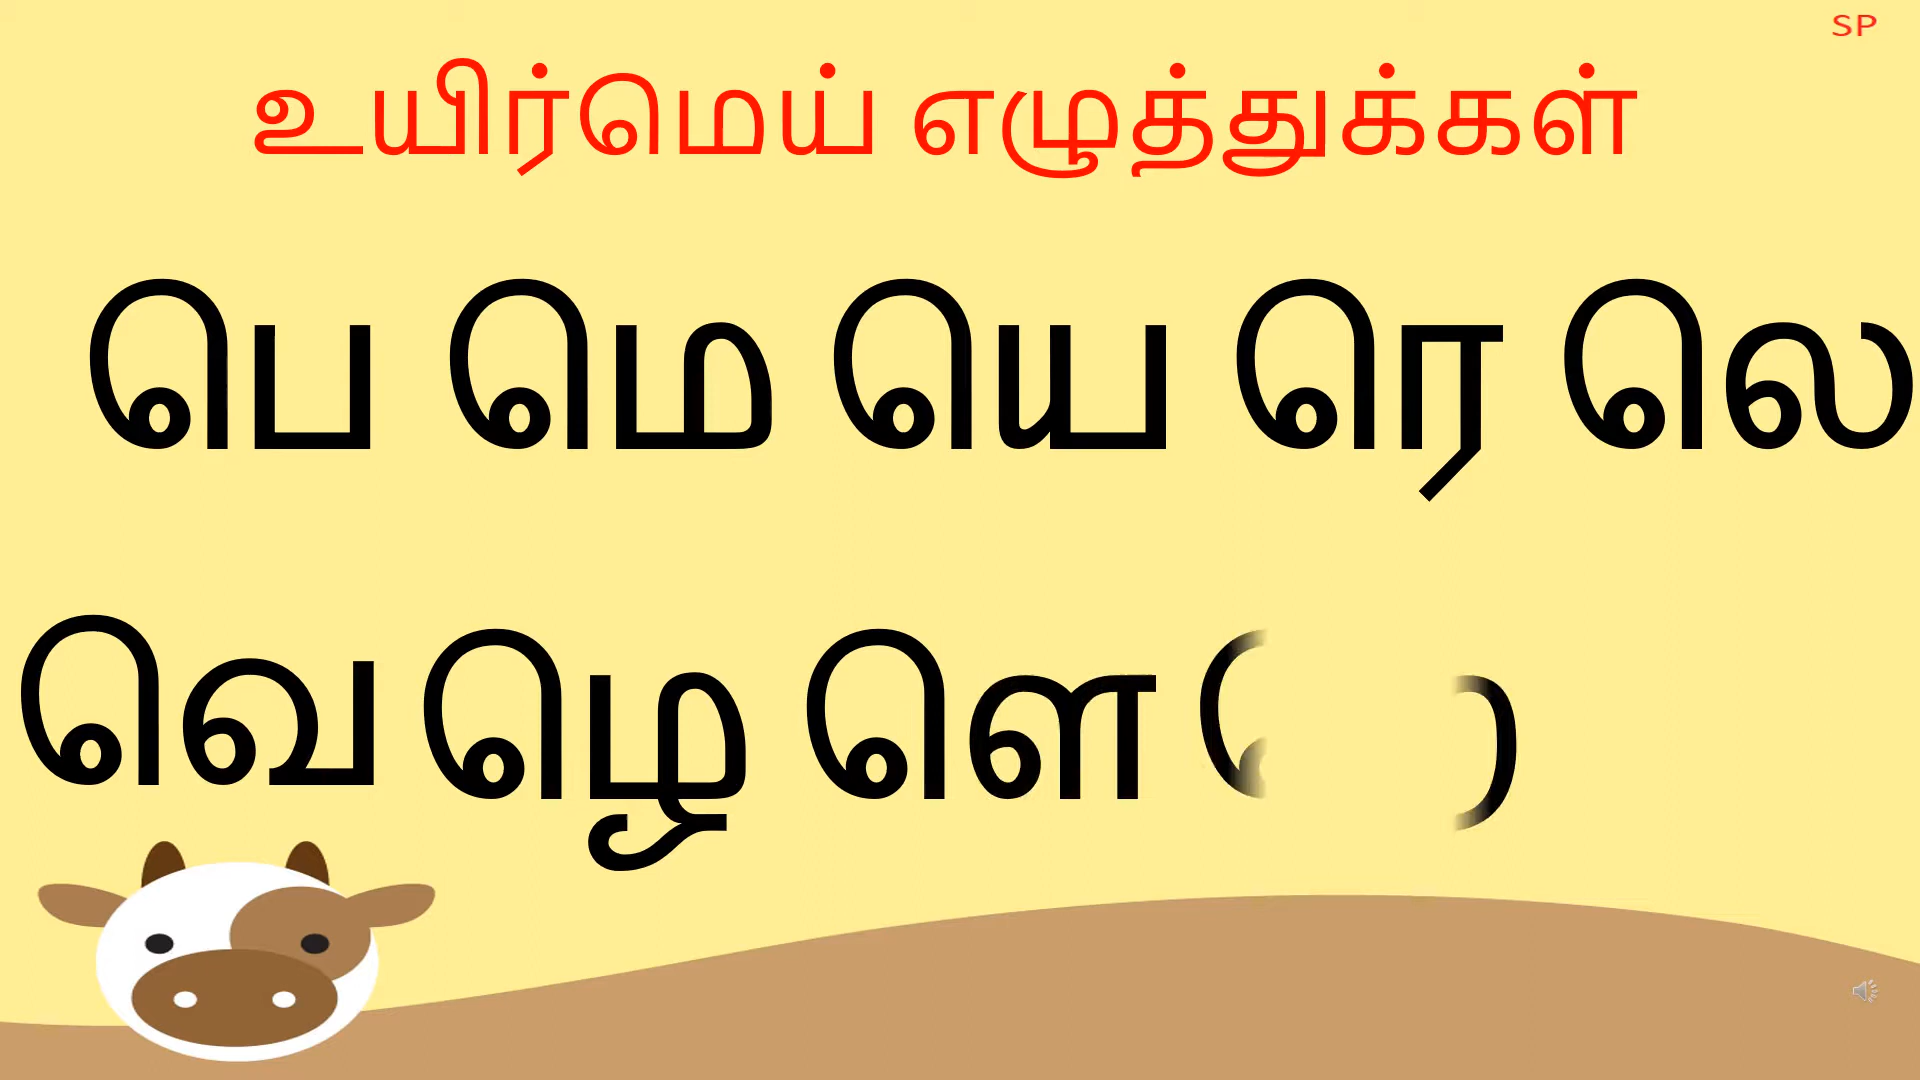 SP
உயிர்மெய் எழுத்துக்கள்
பெ மெ யெ ரெ லெ
வெ ழெ ளெ